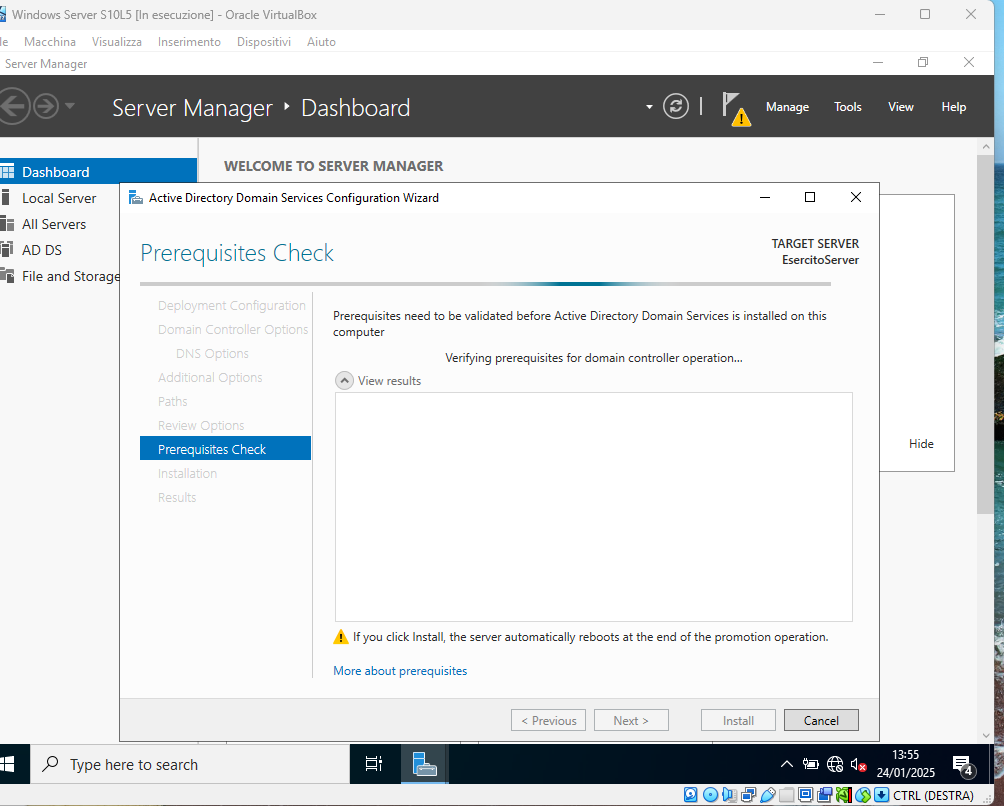 Windows Server S10L5 [In esecuzione] - Oracle VirtualBox
Macchina Visualizza Inserimento Dispositivi Aiuto
Server Manager
Server Manager Dashboard
Manage Tools View Help
Dashboard
Local Server
All Servers
AD DS
File and Storage
WELCOME TO SERVER MANAGER
Active Directory Domain Services Configuration Wizard
Prerequisites Check
TARGET SERVER
EsercitoServer
Deployment Configuration
Domain Controller Options
DNS Options
Additional Options
Paths
Review Options
Prerequisites Check
Installation
Results
Prerequisites need to be validated before Active Directory Domain Services is installed on this
computer
Verifying prerequisites for domain controller operation...
View results
If you click Install, the server automatically reboots at the end of the promotion operation.
More about prerequisites
< Previous Next > Install Cancel
Hide
Type here to search
13:55
24/01/2025
4
CTRL (DESTRA)